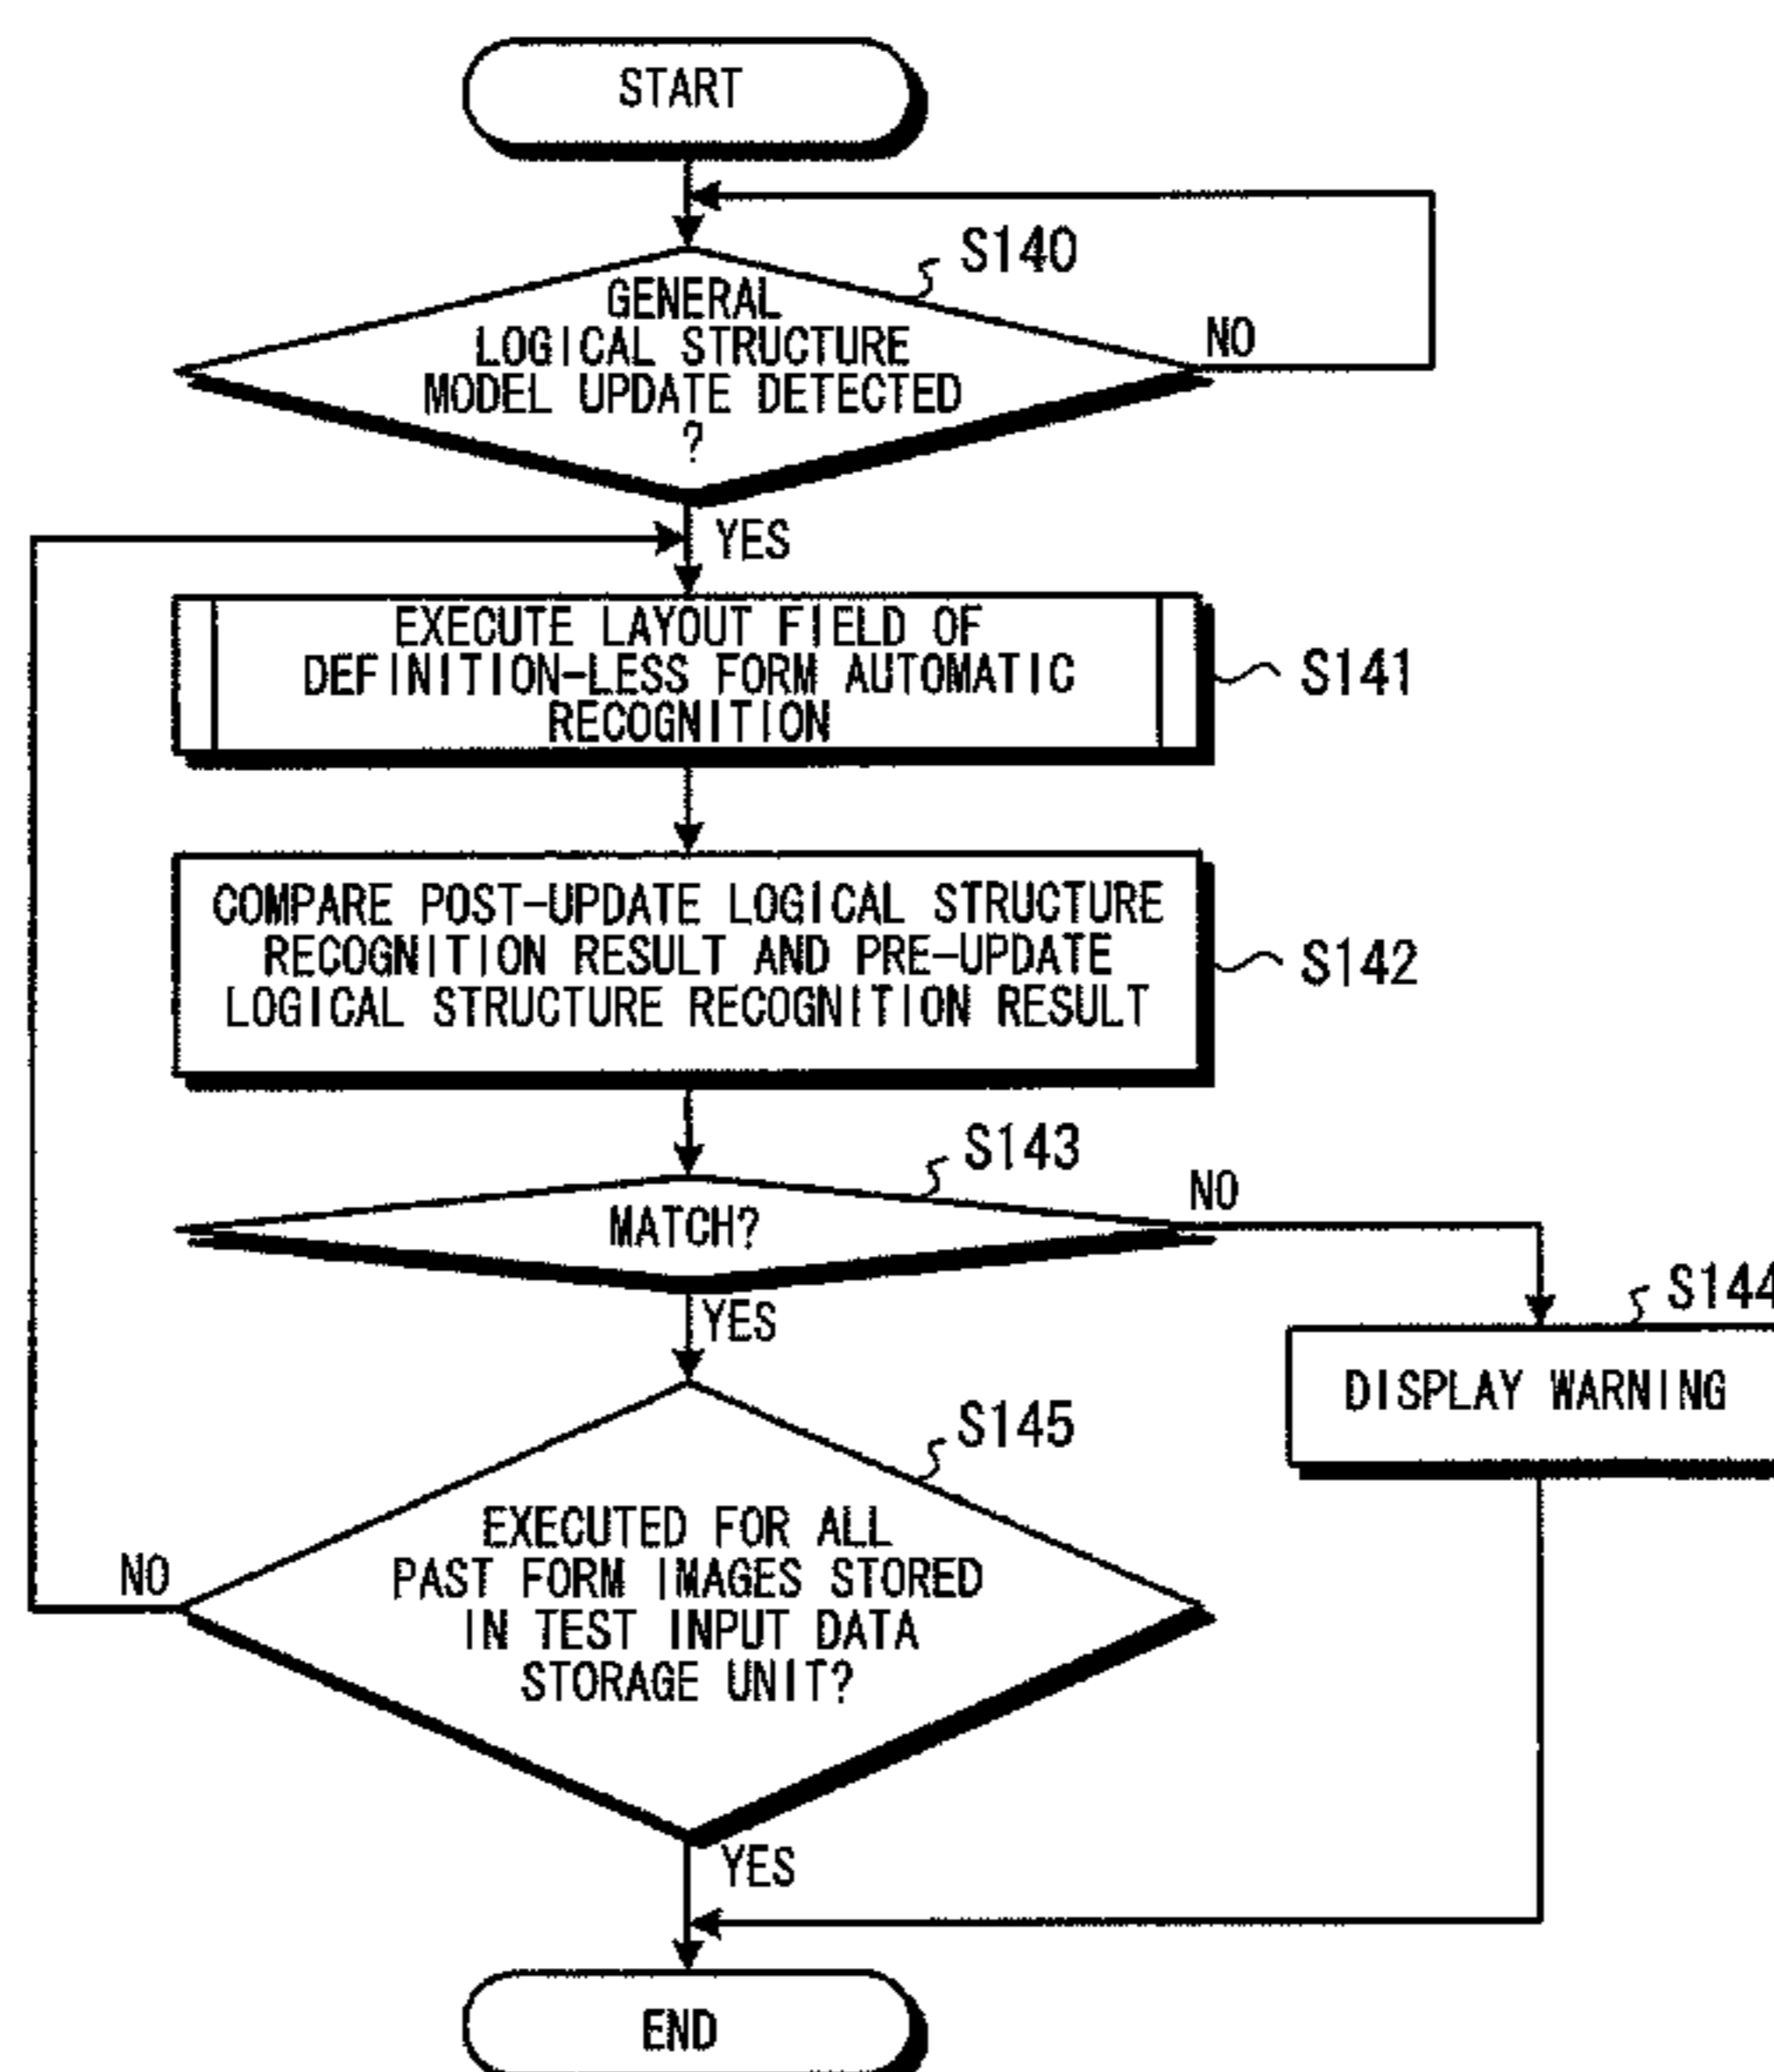 START
S140
GENERAL
LOGICAL STRUCTURE
MODEL UPDATE DETECTED
?
NO
YES
EXECUTE LAYOUT FIELD OF
DEFINITION-LESS FORM AUTOMATIC
RECOGNITION
S141
COMPARE POST-UPDATE LOGICAL STRUCTURE
RECOGNITION RESULT AND PRE-UPDATE
LOGICAL STRUCTURE RECOGNITION RESULT
S142
S143
MATCH?
NO
YES
S144
DISPLAY WARNING
S145
EXECUTED FOR ALL
PAST FORM IMAGES STORED
IN TEST INPUT DATA
STORAGE UNIT?
NO
YES
END